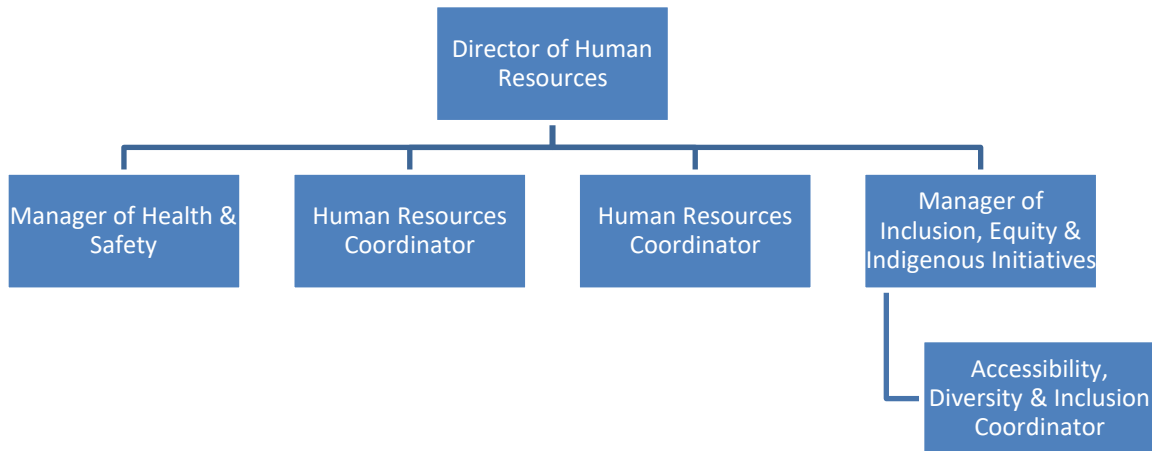 Director of Human
Resources
Manager of Health &
Safety
Human Resources
Coordinator
Human Resources
Coordinator
Manager of
Inclusion, Equity &
Indigenous Initiatives
Accessibility,
Diversity & Inclusion
Coordinator